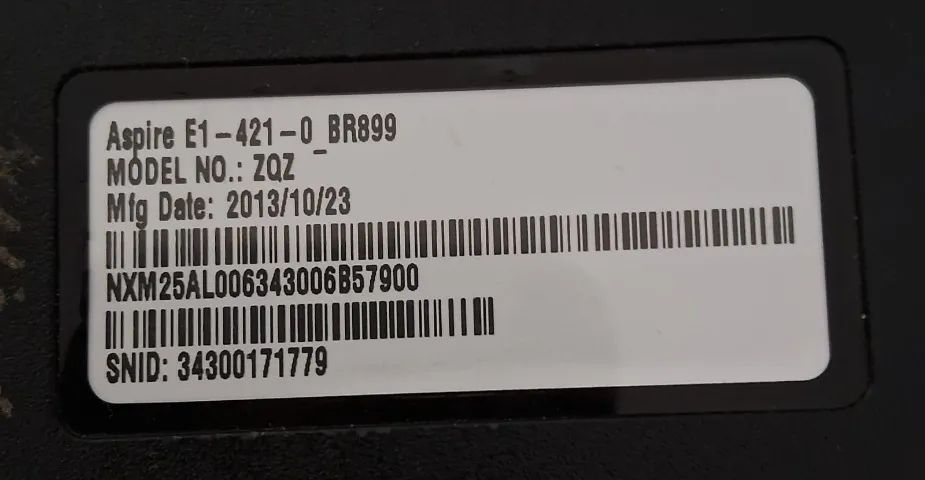 Aspire E1-421-0_BR899
MODEL NO.: ZQZ
Mfg Date: 2013/10/23
NXM25AL006343006B57900
SNID: 34300171779